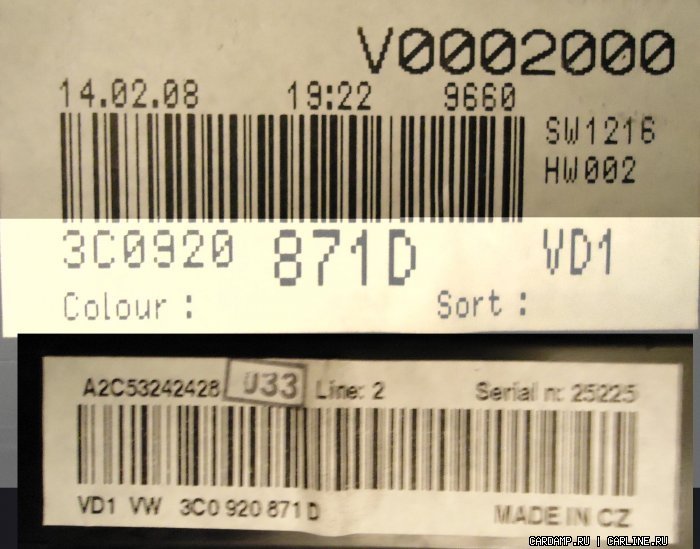 V0002000
14.02.08 19:22 9660
SW1216
HW002
3C0920 871D VD1
Colour : Sort :
A2C53242428 033 Line: 2 Serial n: 25225
VD1 VW 3C0 920 871 D MADE IN CZ
CARDAMP.RU | CARLINE.RU